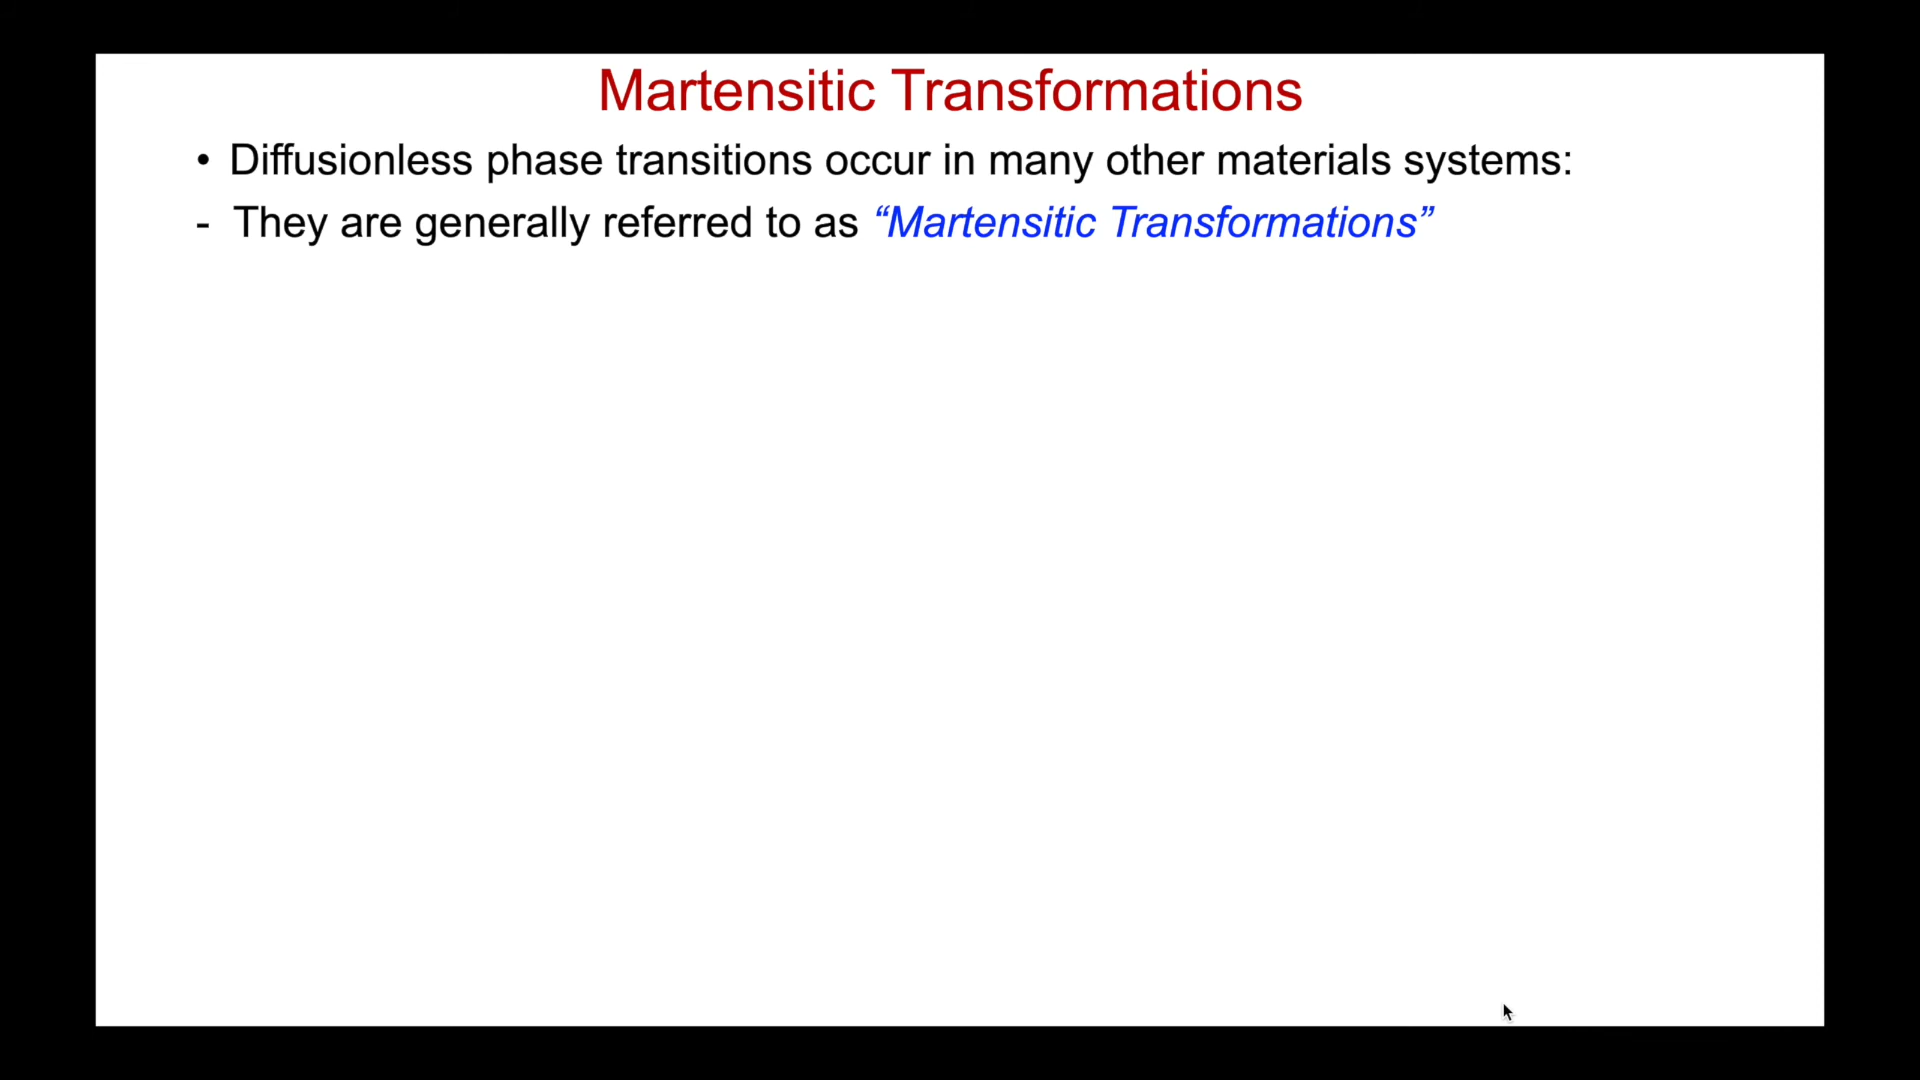 Martensitic Transformations
• Diffusionless phase transitions occur in many other materials systems:
- They are generally referred to as “Martensitic Transformations”